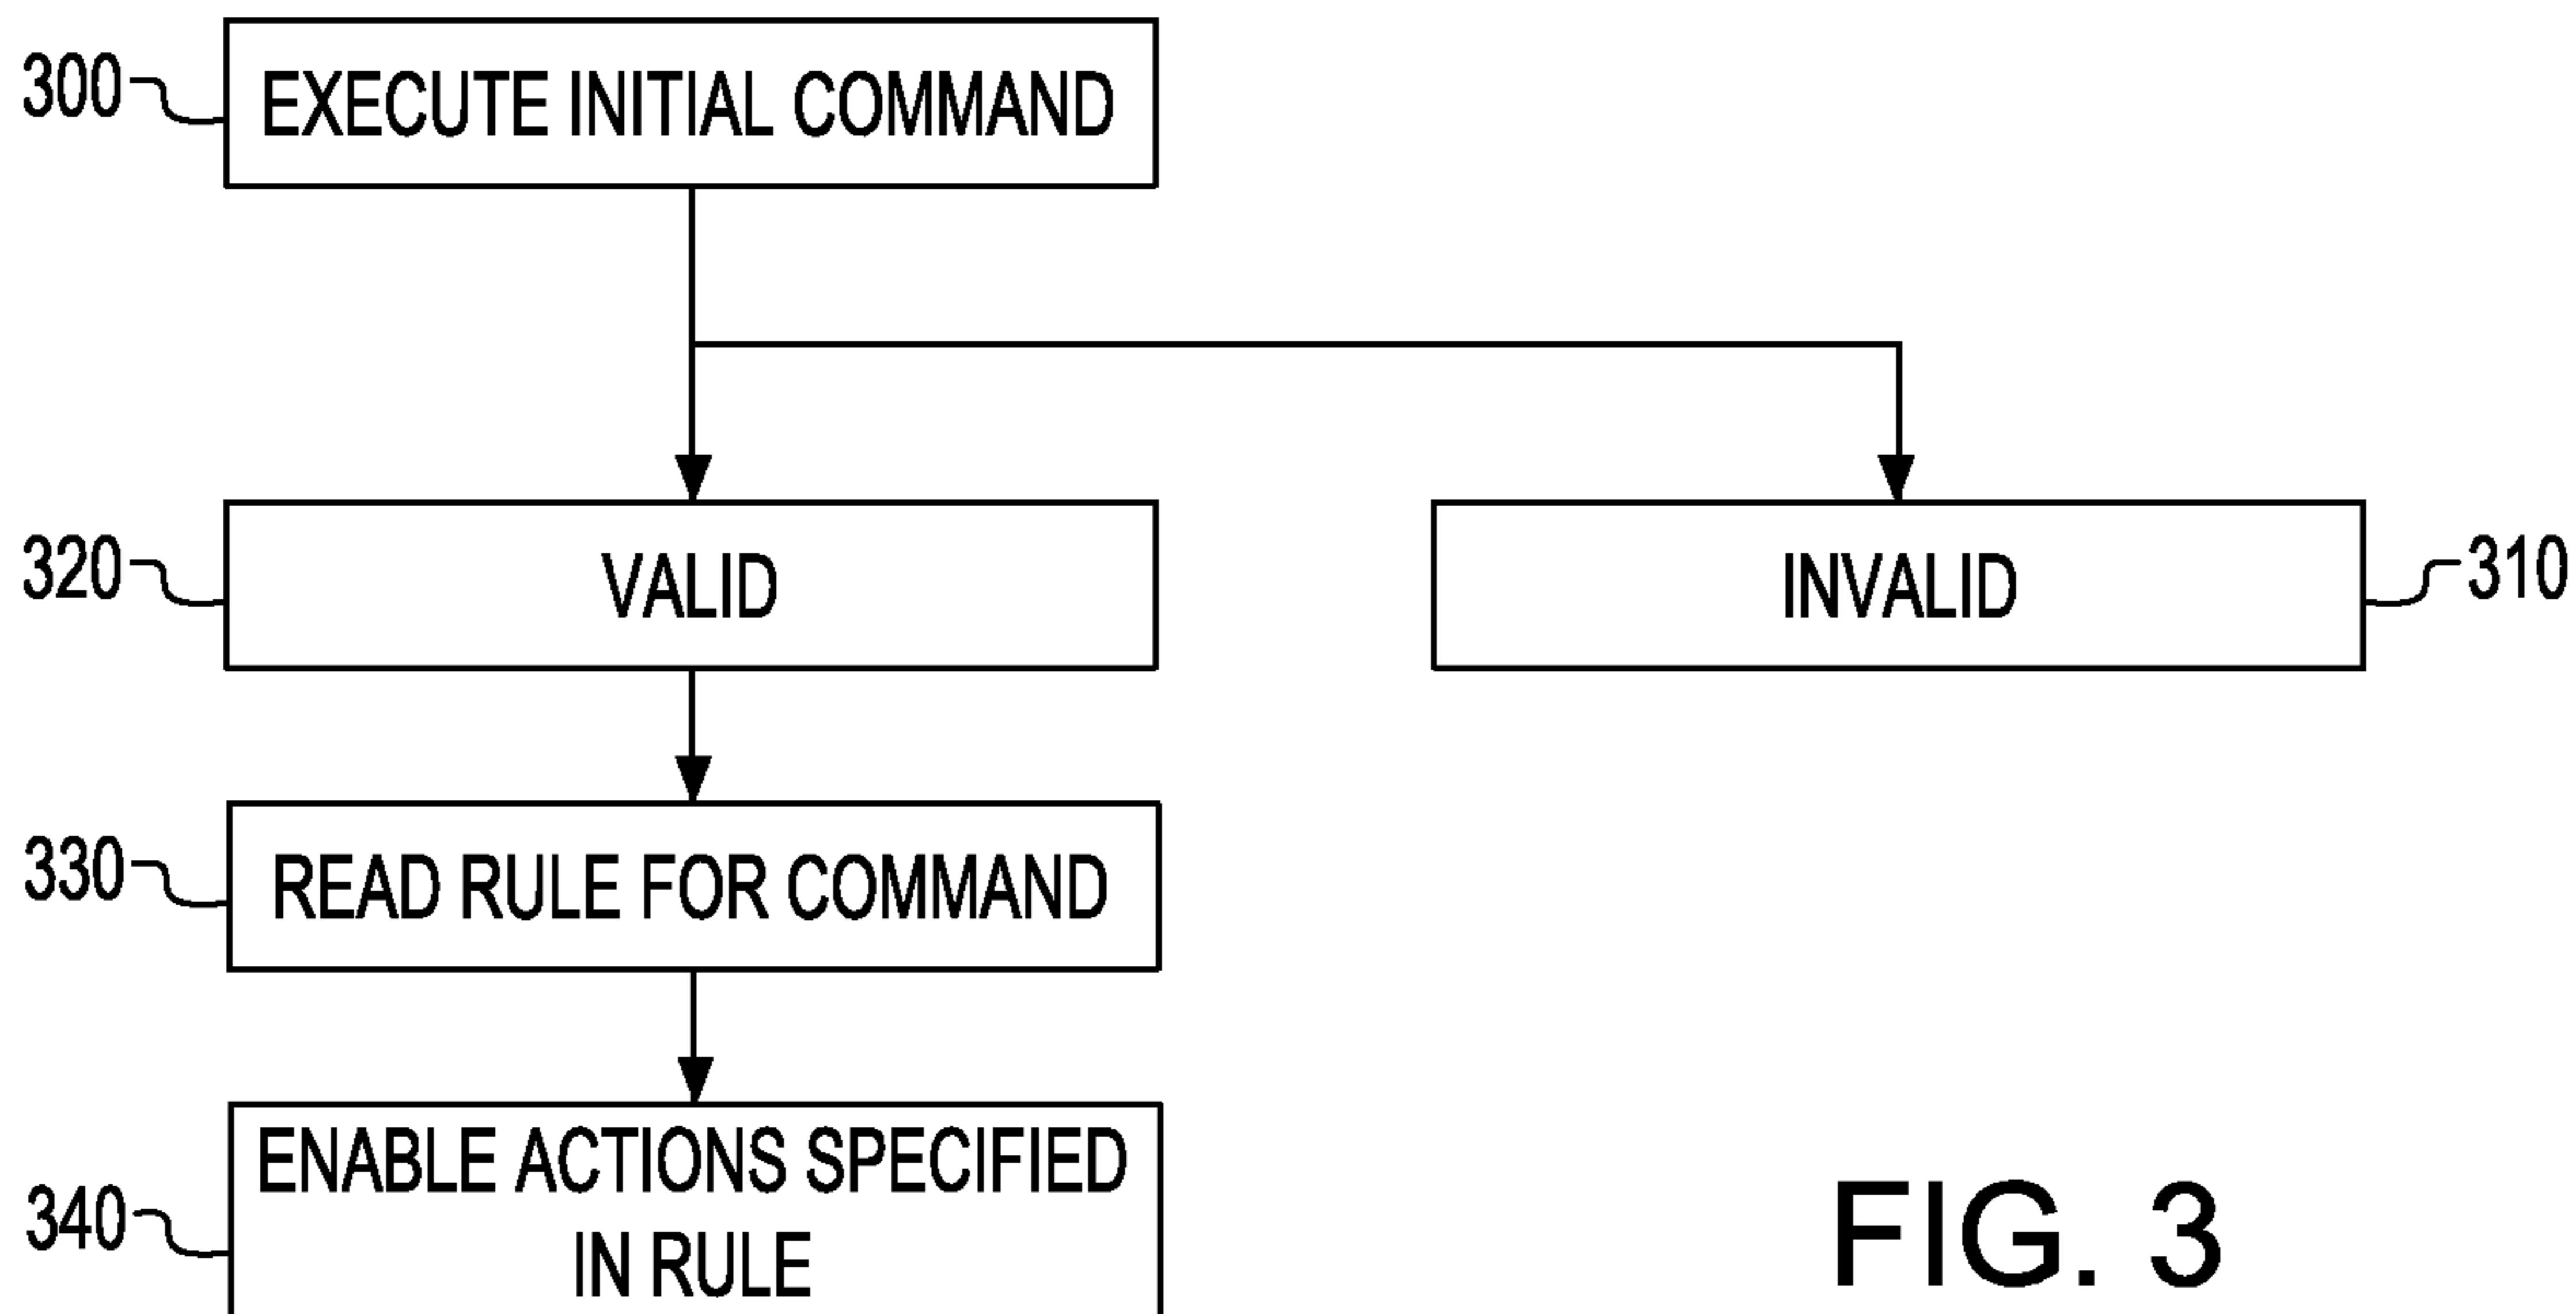 300
EXECUTE INITIAL COMMAND
320
VALID
INVALID
310
330
READ RULE FOR COMMAND
340
ENABLE ACTIONS SPECIFIED
IN RULE
FIG. 3